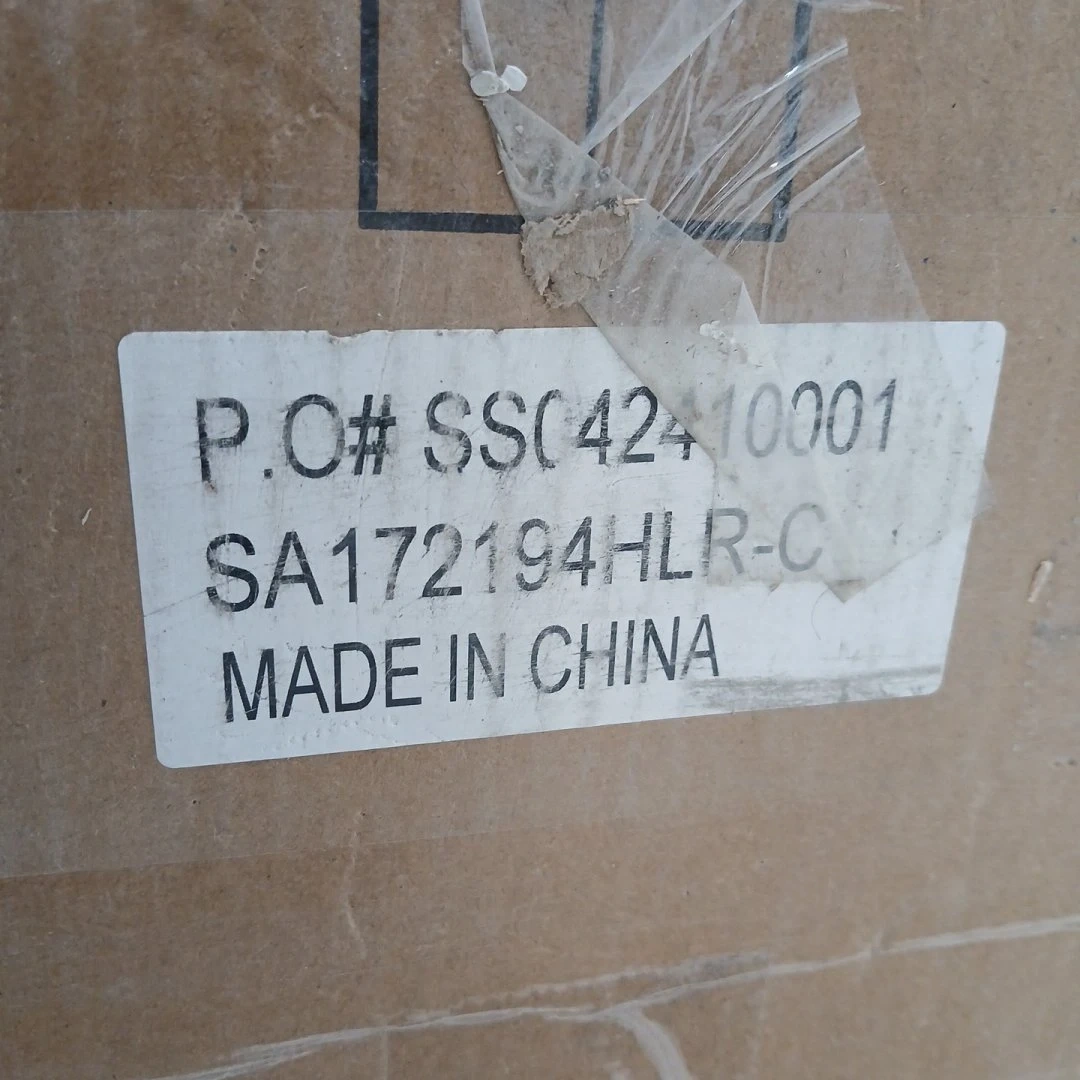 P.O# SS042410001
SA172194HLR-C
MADE IN CHINA